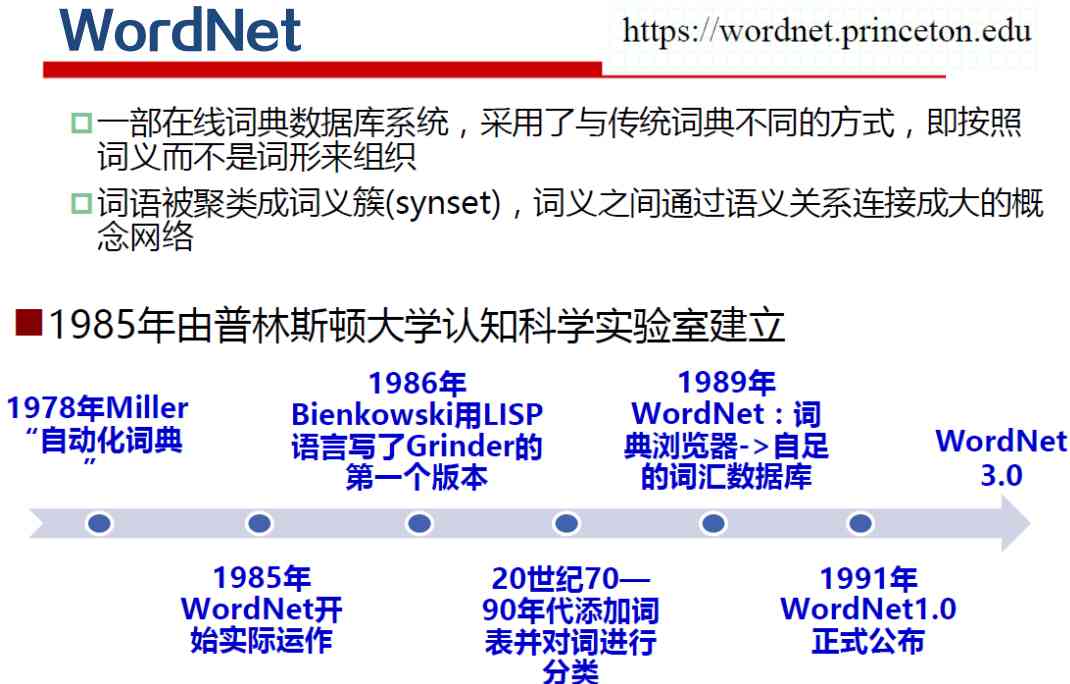 WordNet
https://wordnet.princeton.edu
一部在线词典数据库系统，采用了与传统词典不同的方式，即按照
词义而不是词形来组织
词语被聚类成词义簇(synset)，词义之间通过语义关系连接成大的概
念网络
1985年由普林斯顿大学认知科学实验室建立
1978年Miller
“自动化词典
”
1985年
WordNet开
始实际运作
1986年
Bienkowski用LISP
语言写了Grinder的
第一个版本
20世纪70—
90年代添加词
表并对词进行
分类
1989年
WordNet：词
典浏览器->自足
的词汇数据库
1991年
WordNet1.0
正式公布
WordNet
3.0